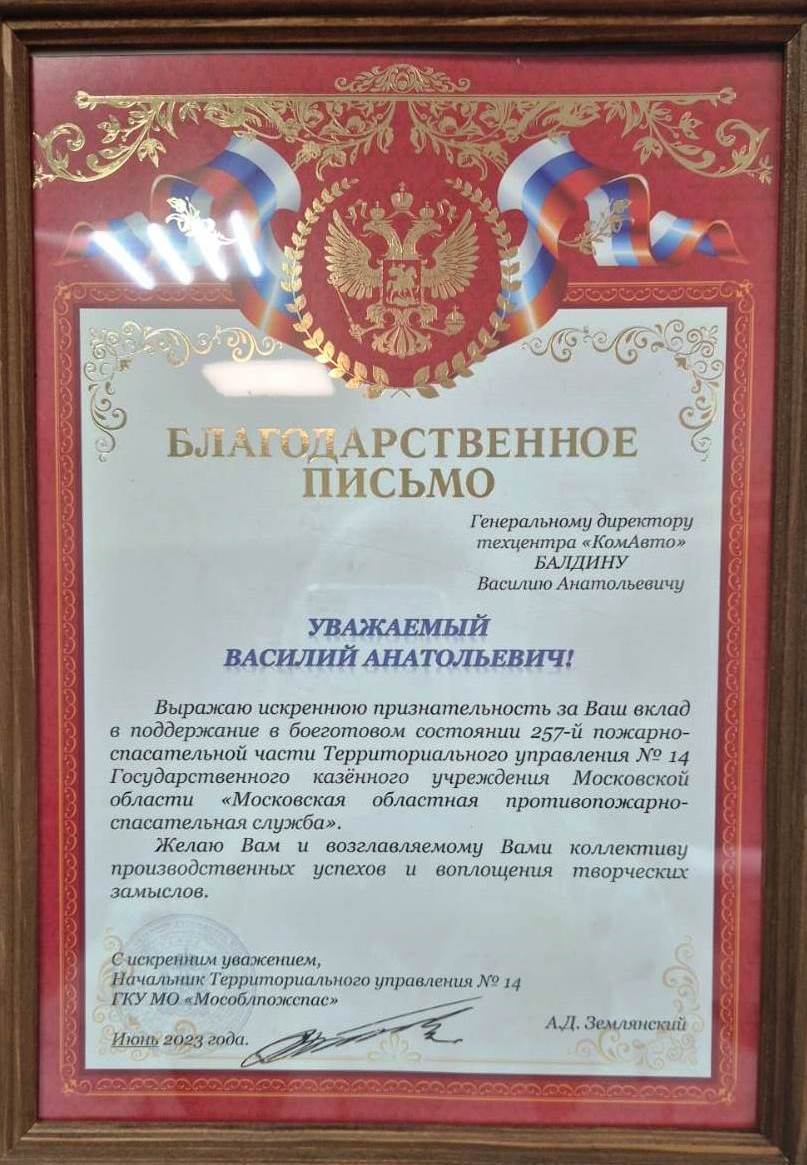 БЛАГОДАРСТВЕННОЕ
ПИСЬМО
Генеральному директору
техцентра «КомАвто»
БАЛДИНУ
Василию Анатольевичу
УВАЖАЕМЫЙ
ВАСИЛИЙ АНАТОЛЬЕВИЧ!
Выражаю искреннюю признательность за Ваш вклад
в поддержание в боеготовом состоянии 257-й пожарно-
спасательной части Территориального управления № 14
Государственного казённого учреждения Московской
области «Московская областная противопожарно-
спасательная служба».
Желаю Вам и возглавляемому Вами коллективу
производственных успехов и воплощения творческих
замыслов.
С искренним уважением,
Начальник Территориального управления № 14
ГКУ МО «Мособлпожспас»
А.Д. Землянский
Июнь 2023 года.